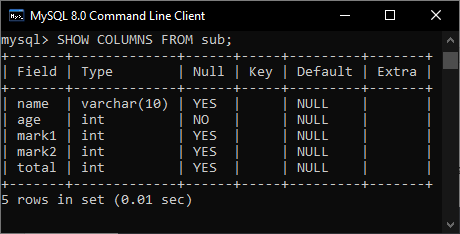 MySQL 8.0 Command Line Client
mysql> SHOW COLUMNS FROM sub;
+-------+-------------+------+-----+---------+-------+
| Field | Type        | Null | Key | Default | Extra |
+-------+-------------+------+-----+---------+-------+
| name  | varchar(10) | YES  |     | NULL    |       |
| age   | int         | NO   |     | NULL    |       |
| mark1 | int         | YES  |     | NULL    |       |
| mark2 | int         | YES  |     | NULL    |       |
| total | int         | YES  |     | NULL    |       |
+-------+-------------+------+-----+---------+-------+
5 rows in set (0.01 sec)